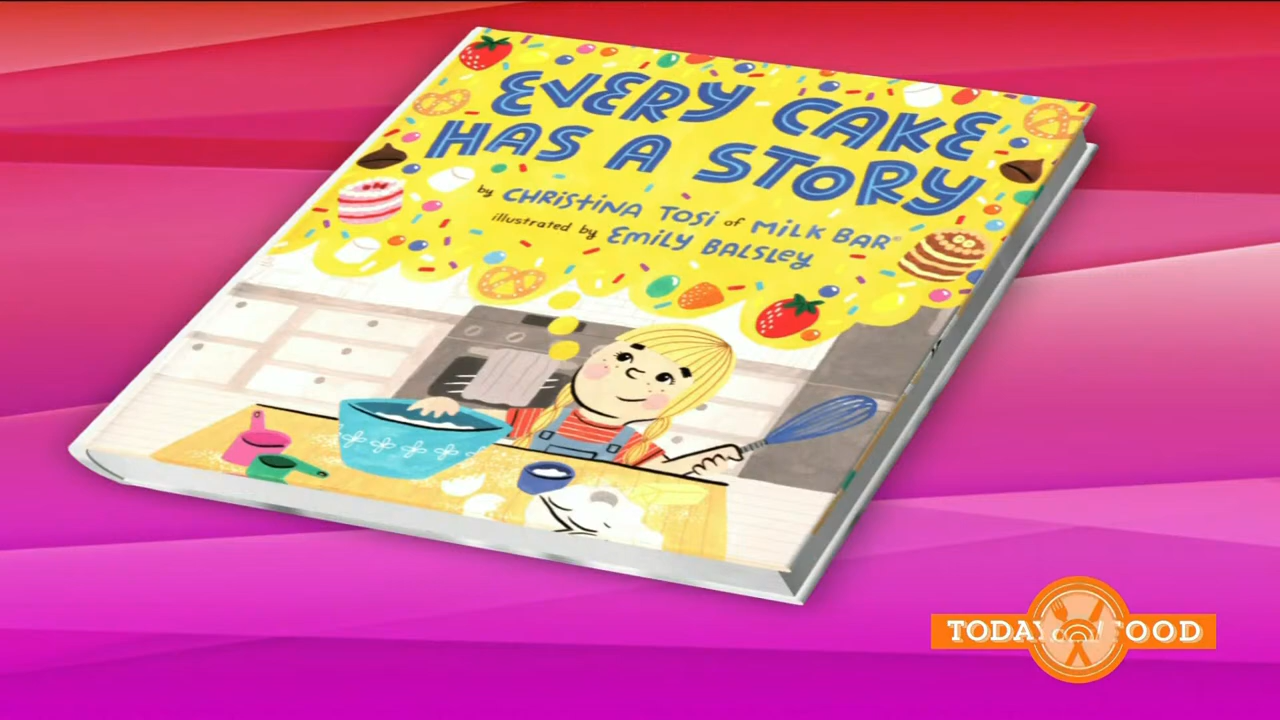 EVERY CAKE
HAS A STORY
by CHRISTINA TOSI of MILK BAR®
illustrated by EMILY BALSLEY
TODAY FOOD